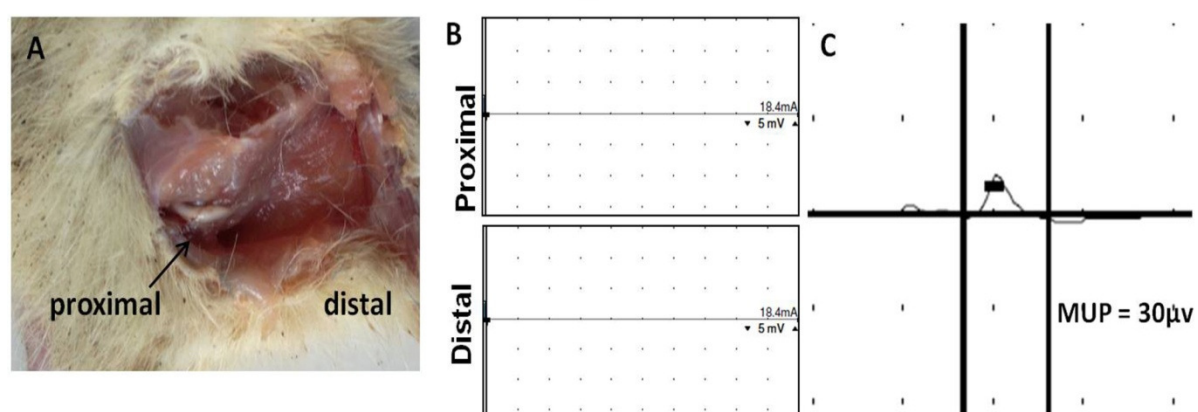 A
proximal
distal
B
Proximal
18.4mA
▼ 5 mV ▲
Distal
18.4mA
▼ 5 mV ▲
C
MUP = 30µv